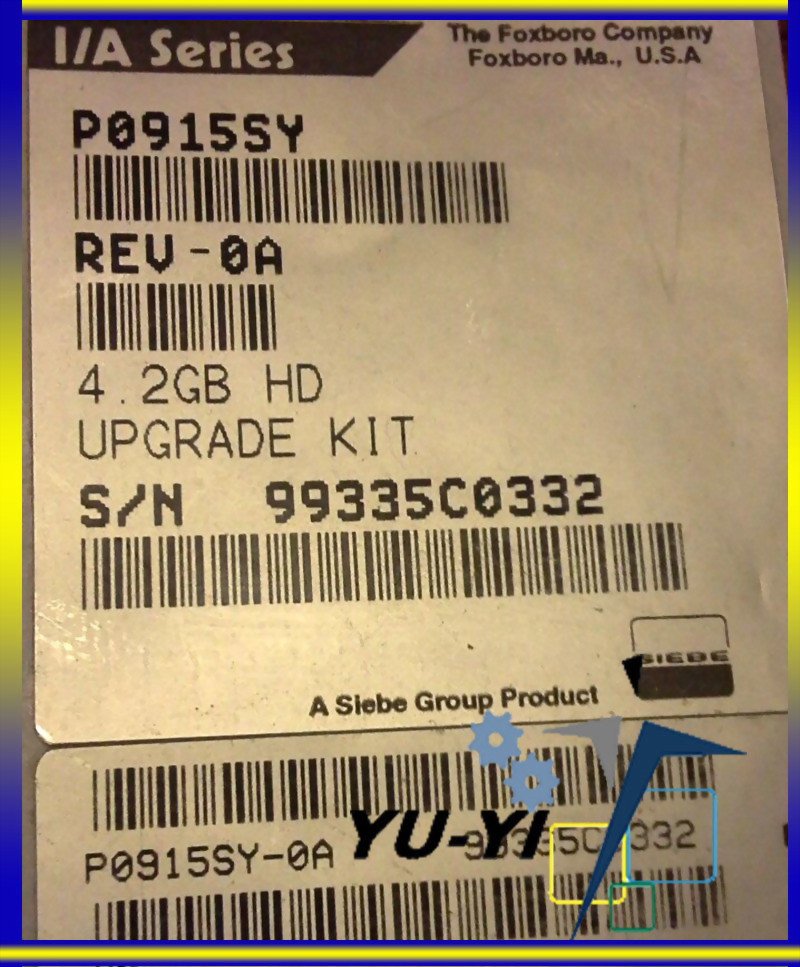 I/A Series
The Foxboro Company
Foxboro Ma., U.S.A
P0915SY
REV-0A
4.2GB HD
UPGRADE KIT
S/N 99335C0332
SIEBE
A Siebe Group Product
P0915SY-0A
99335C0332
YU-YI